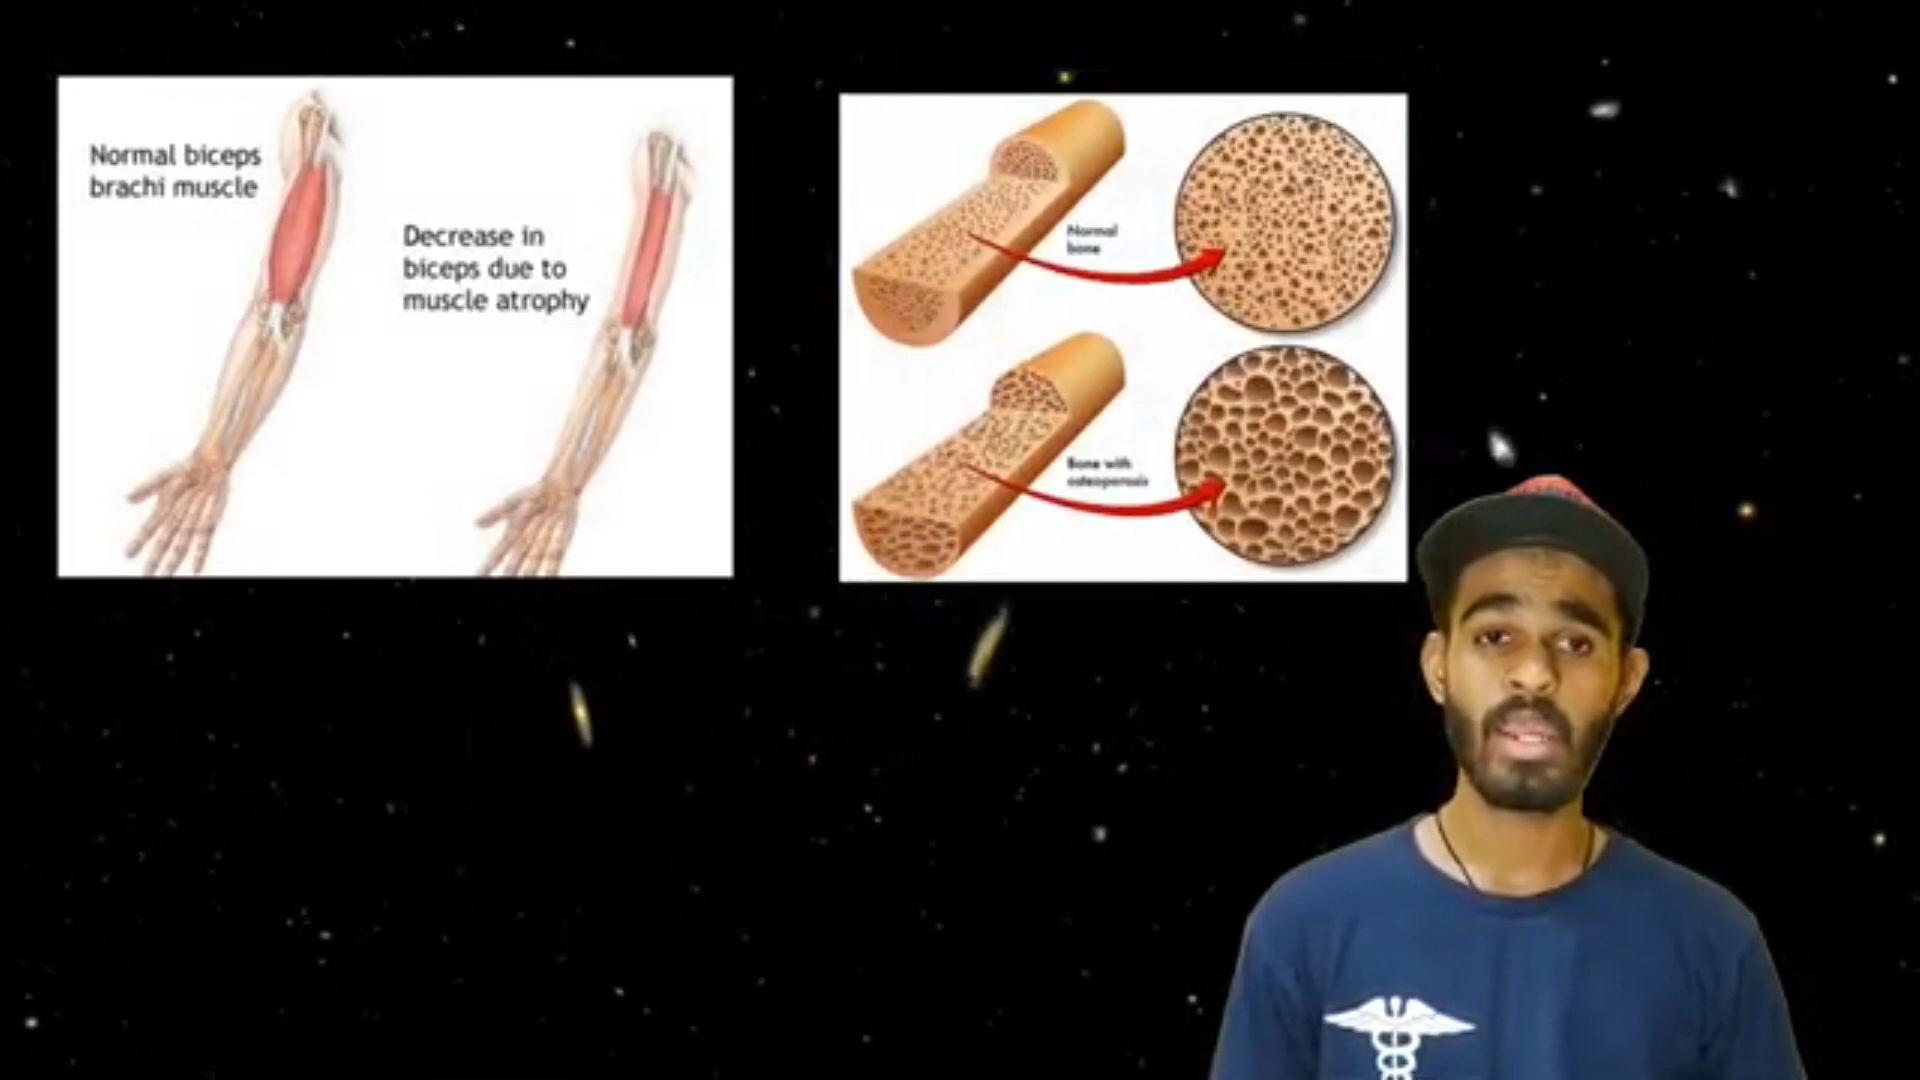 Normal biceps
brachi muscle
Decrease in
biceps due to
muscle atrophy
Normal
bone
Bone with
osteoporosis